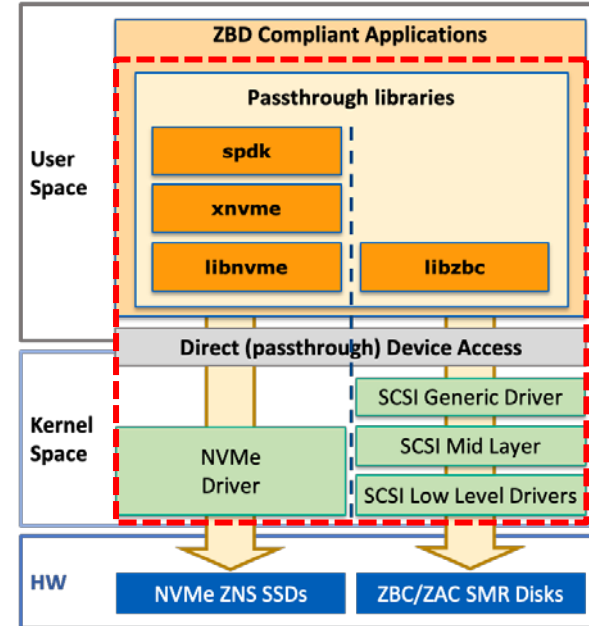 ZBD Compliant Applications
Passthrough libraries
User
Space
spdk
xnvme
libnvme
libzbc
Direct (passthrough) Device Access
Kernel
Space
NVMe
Driver
SCSI Generic Driver
SCSI Mid Layer
SCSI Low Level Drivers
HW
NVMe ZNS SSDs
ZBC/ZAC SMR Disks